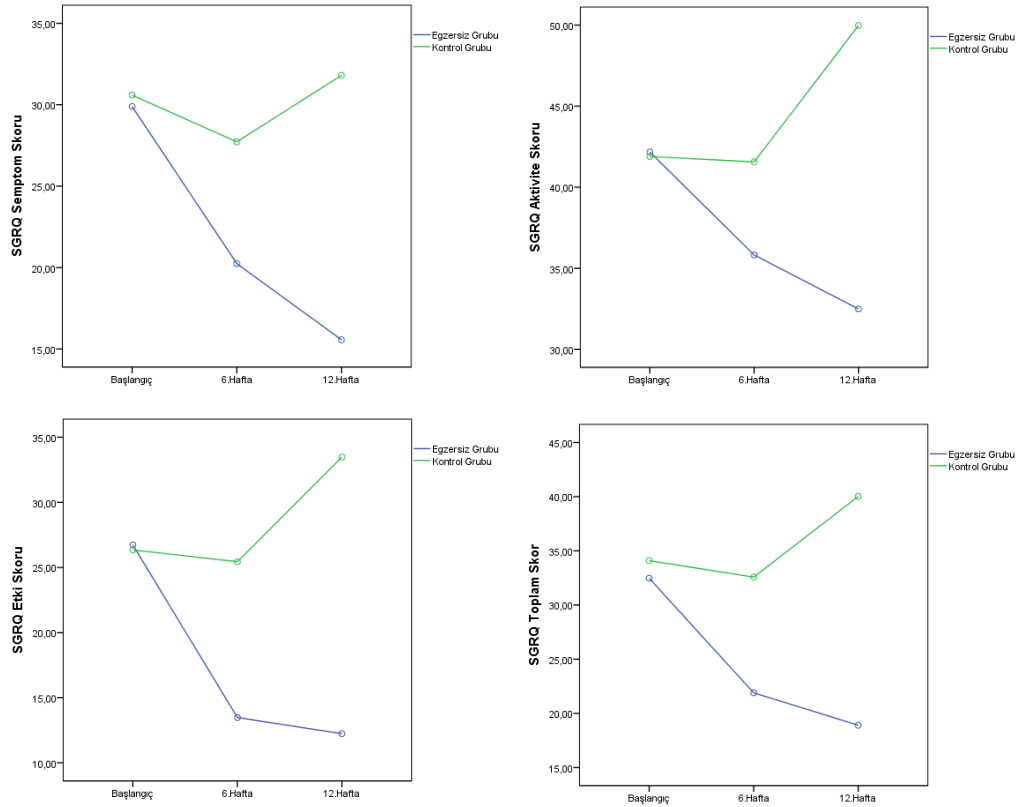 SGRQ Semptom Skoru
35,00
30,00
25,00
20,00
15,00
Başlangıç
6.Hafta
12.Hafta
Egzersiz Grubu
Kontrol Grubu
SGRQ Aktivite Skoru
50,00
45,00
40,00
35,00
30,00
Başlangıç
6.Hafta
12.Hafta
Egzersiz Grubu
Kontrol Grubu
SGRQ Etki Skoru
35,00
30,00
25,00
20,00
15,00
10,00
Başlangıç
6.Hafta
12.Hafta
Egzersiz Grubu
Kontrol Grubu
SGRQ Toplam Skor
45,00
40,00
35,00
30,00
25,00
20,00
15,00
Başlangıç
6.Hafta
12.Hafta
Egzersiz Grubu
Kontrol Grubu